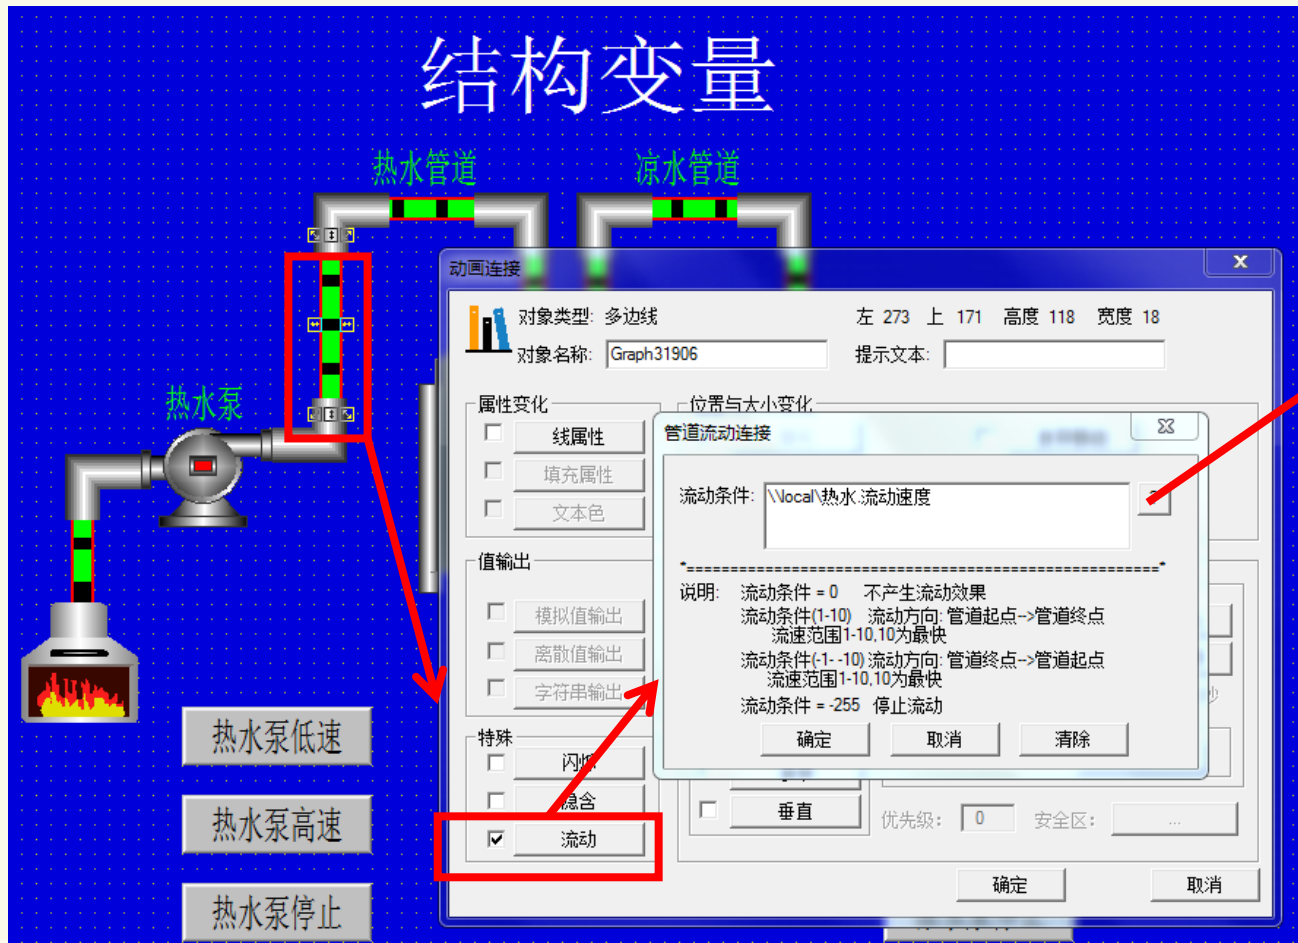 结构变量
热水管道
凉水管道
动画连接
对象类型: 多边线
左 273 上 171 高度 118 宽度 18
对象名称: Graph31906
提示文本:
属性变化
位置与大小变化
线属性
填充属性
文本色
热水泵
管道流动连接
流动条件: \\local\热水.流动速度
?
*=====================================================*
说明: 流动条件 = 0 不产生流动效果
流动条件(1-10) 流动方向: 管道起点-->管道终点
流速范围1-10,10为最快
流动条件(-1- -10) 流动方向: 管道终点-->管道起点
流速范围1-10,10为最快
流动条件 = -255 停止流动
确定
取消
清除
值输出
模拟值输出
离散值输出
字符串输出
秒
特殊
闪烁
隐含
流动
垂直
优先级: 0
安全区:
...
确定
取消
热水泵低速
热水泵高速
热水泵停止